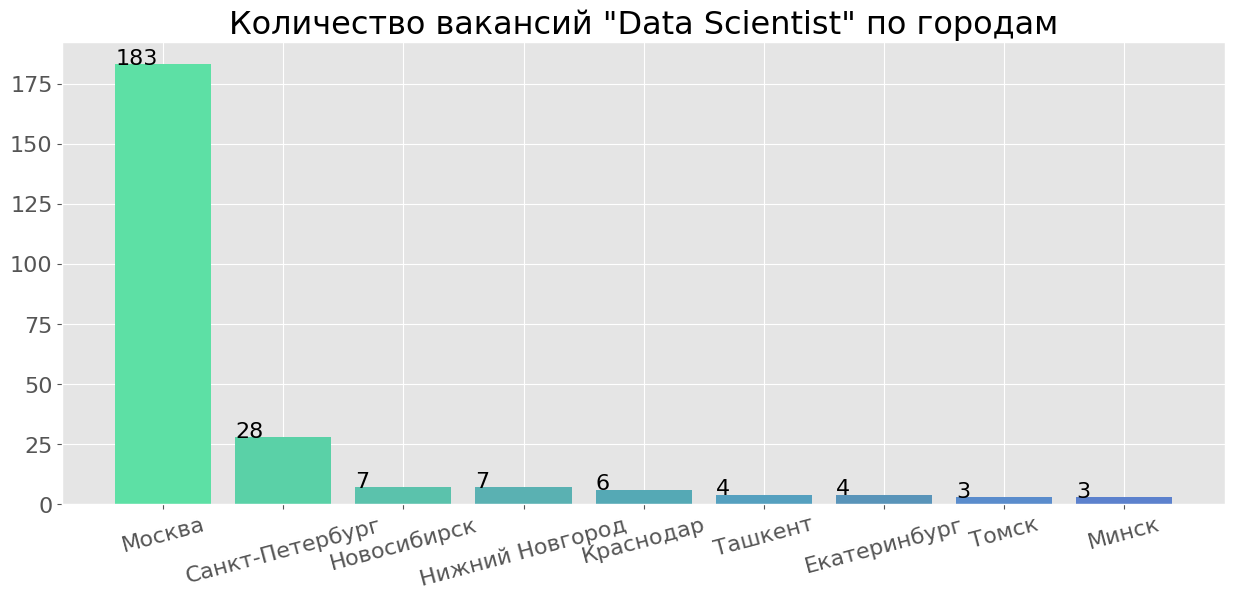 Количество вакансий "Data Scientist" по городам
175
150
125
100
75
50
25
0
183
28
7
7
6
4
4
3
3
Москва
Санкт-Петербург
Новосибирск
Нижний Новгород
Краснодар
Ташкент
Екатеринбург
Томск
Минск